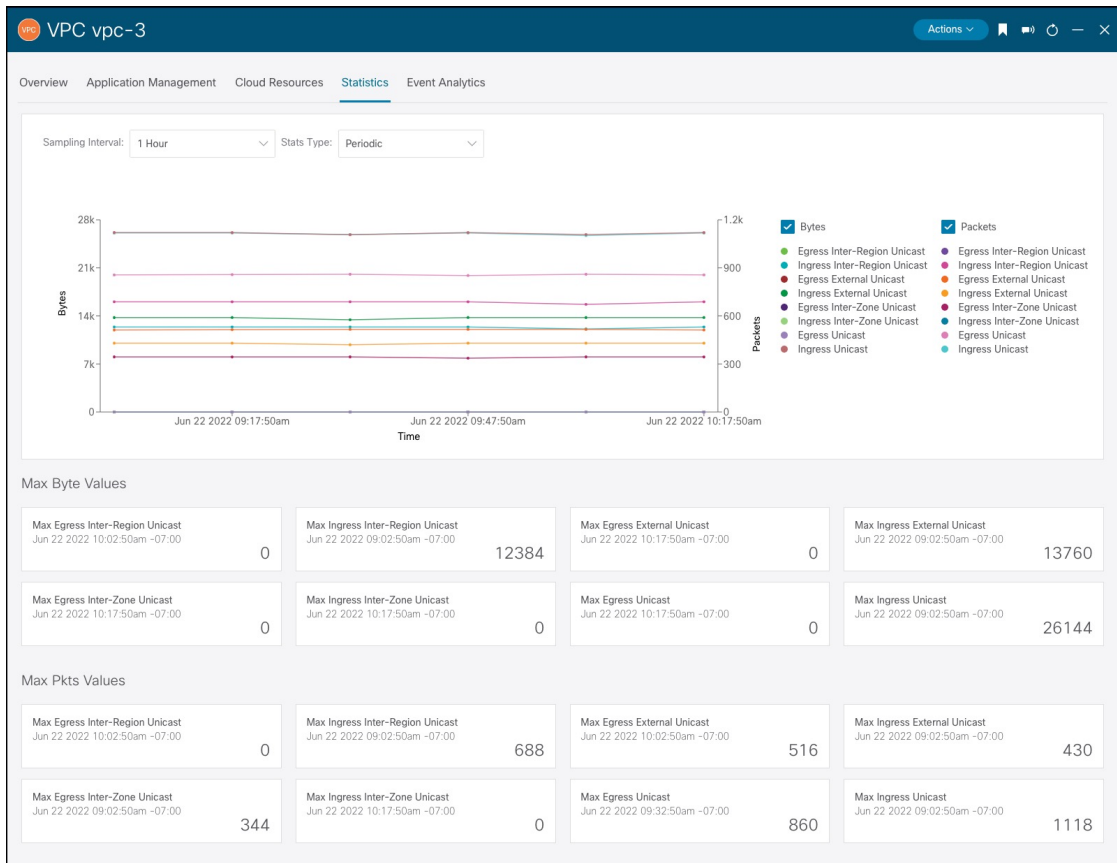 VPC VPC vpc-3 Actions
Overview Application Management Cloud Resources Statistics Event Analytics
Sampling Interval: 1 Hour Stats Type: Periodic
28k
21k
14k
7k
0
Bytes
1.2k
900
600
300
0
Packets
Jun 22 2022 09:17:50am Jun 22 2022 09:47:50am Jun 22 2022 10:17:50am
Time
Bytes
Egress Inter-Region Unicast
Ingress Inter-Region Unicast
Egress External Unicast
Ingress External Unicast
Egress Inter-Zone Unicast
Ingress Inter-Zone Unicast
Egress Unicast
Ingress Unicast
Packets
Egress Inter-Region Unicast
Ingress Inter-Region Unicast
Egress External Unicast
Ingress External Unicast
Egress Inter-Zone Unicast
Ingress Inter-Zone Unicast
Egress Unicast
Ingress Unicast
Max Byte Values
Max Egress Inter-Region Unicast
Jun 22 2022 10:02:50am -07:00
0
Max Ingress Inter-Region Unicast
Jun 22 2022 09:02:50am -07:00
12384
Max Egress External Unicast
Jun 22 2022 10:17:50am -07:00
0
Max Ingress External Unicast
Jun 22 2022 09:02:50am -07:00
13760
Max Egress Inter-Zone Unicast
Jun 22 2022 10:17:50am -07:00
0
Max Ingress Inter-Zone Unicast
Jun 22 2022 10:17:50am -07:00
0
Max Egress Unicast
Jun 22 2022 10:17:50am -07:00
0
Max Ingress Unicast
Jun 22 2022 09:02:50am -07:00
26144
Max Pkts Values
Max Egress Inter-Region Unicast
Jun 22 2022 10:02:50am -07:00
0
Max Ingress Inter-Region Unicast
Jun 22 2022 09:02:50am -07:00
688
Max Egress External Unicast
Jun 22 2022 10:02:50am -07:00
516
Max Ingress External Unicast
Jun 22 2022 09:02:50am -07:00
430
Max Egress Inter-Zone Unicast
Jun 22 2022 09:02:50am -07:00
344
Max Ingress Inter-Zone Unicast
Jun 22 2022 10:17:50am -07:00
0
Max Egress Unicast
Jun 22 2022 09:32:50am -07:00
860
Max Ingress Unicast
Jun 22 2022 09:02:50am -07:00
1118